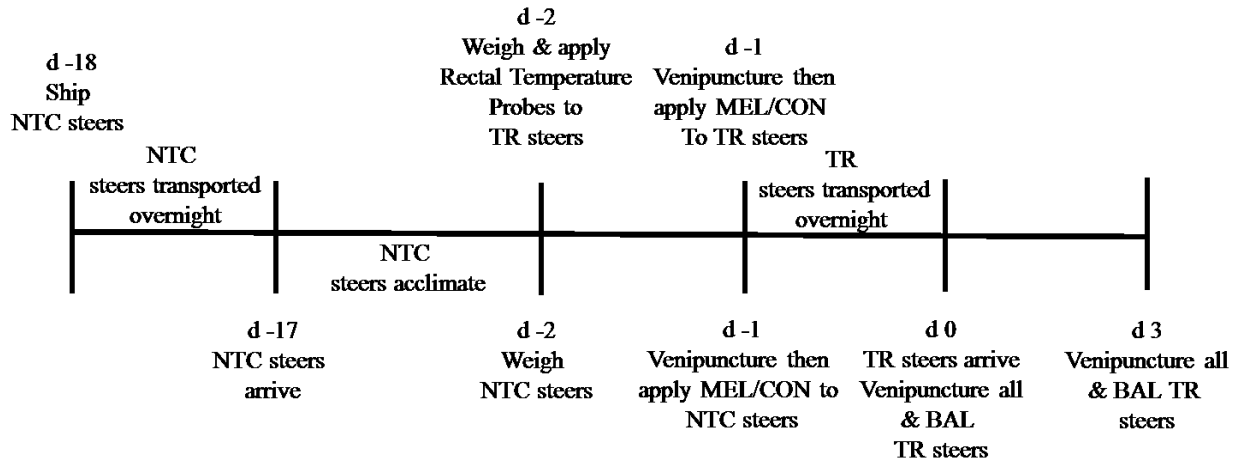 d -18
Ship
NTC steers
NTC
steers transported
overnight
d -2
Weigh & apply
Rectal Temperature
Probes to
TR steers
d -1
Venipuncture then
apply MEL/CON
To TR steers
TR
steers transported
overnight
NTC
steers acclimate
d -17
NTC steers
arrive
d -2
Weigh
NTC steers
d -1
Venipuncture then
apply MEL/CON to
NTC steers
d 0
TR steers arrive
Venipuncture all
& BAL
TR steers
d 3
Venipuncture all
& BAL TR
steers